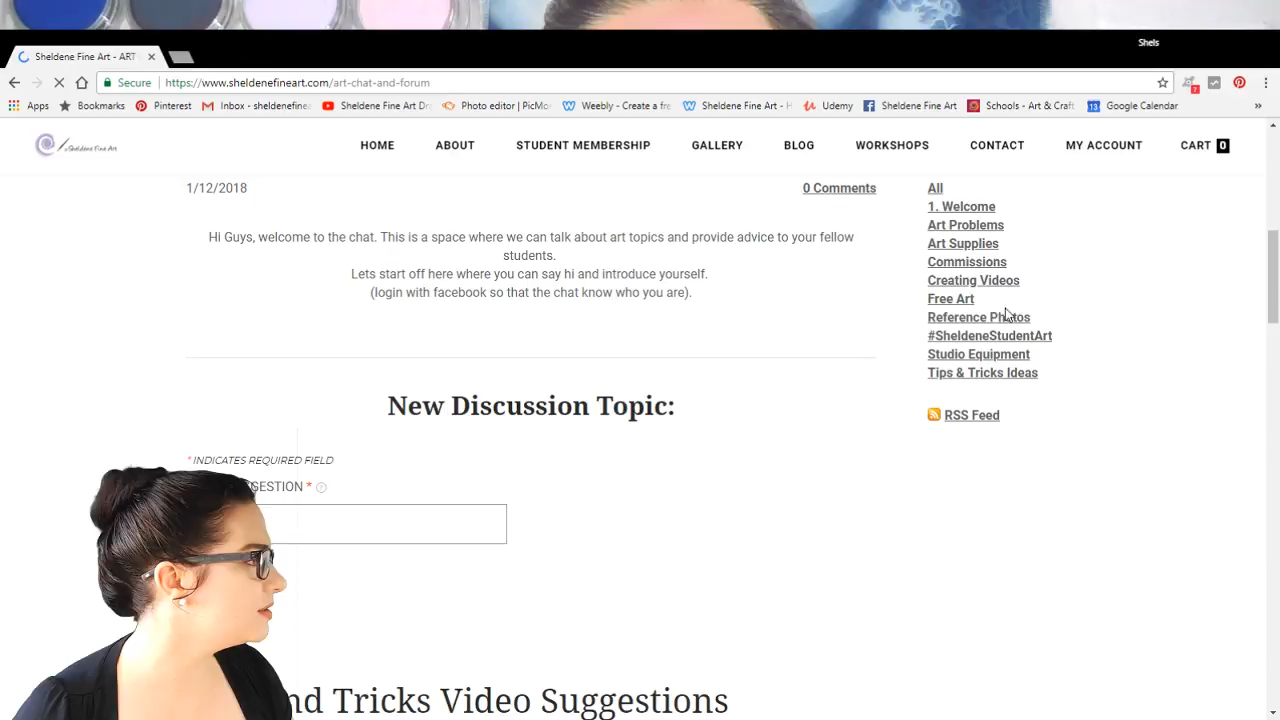 Shels
Sheldene Fine Art - ART
Secure
https://www.sheldenefineart.com/art-chat-and-forum
Apps
Bookmarks
Pinterest
Inbox - sheldenefinea
Sheldene Fine Art Dra
Photo editor | PicMo
Weebly - Create a fre
Sheldene Fine Art - H
Udemy
Sheldene Fine Art
Schools - Art & Craft
Google Calendar
»
Sheldene Fine Art
HOME
ABOUT
STUDENT MEMBERSHIP
GALLERY
BLOG
WORKSHOPS
CONTACT
MY ACCOUNT
CART 0
1/12/2018
0 Comments
Hi Guys, welcome to the chat. This is a space where we can talk about art topics and provide advice to your fellow
students.
Lets start off here where you can say hi and introduce yourself.
(login with facebook so that the chat know who you are).
All
1. Welcome
Art Problems
Art Supplies
Commissions
Creating Videos
Free Art
Reference Photos
#SheldeneStudentArt
Studio Equipment
Tips & Tricks Ideas
RSS Feed
New Discussion Topic:
* INDICATES REQUIRED FIELD
GESTION *
nd Tricks Video Suggestions